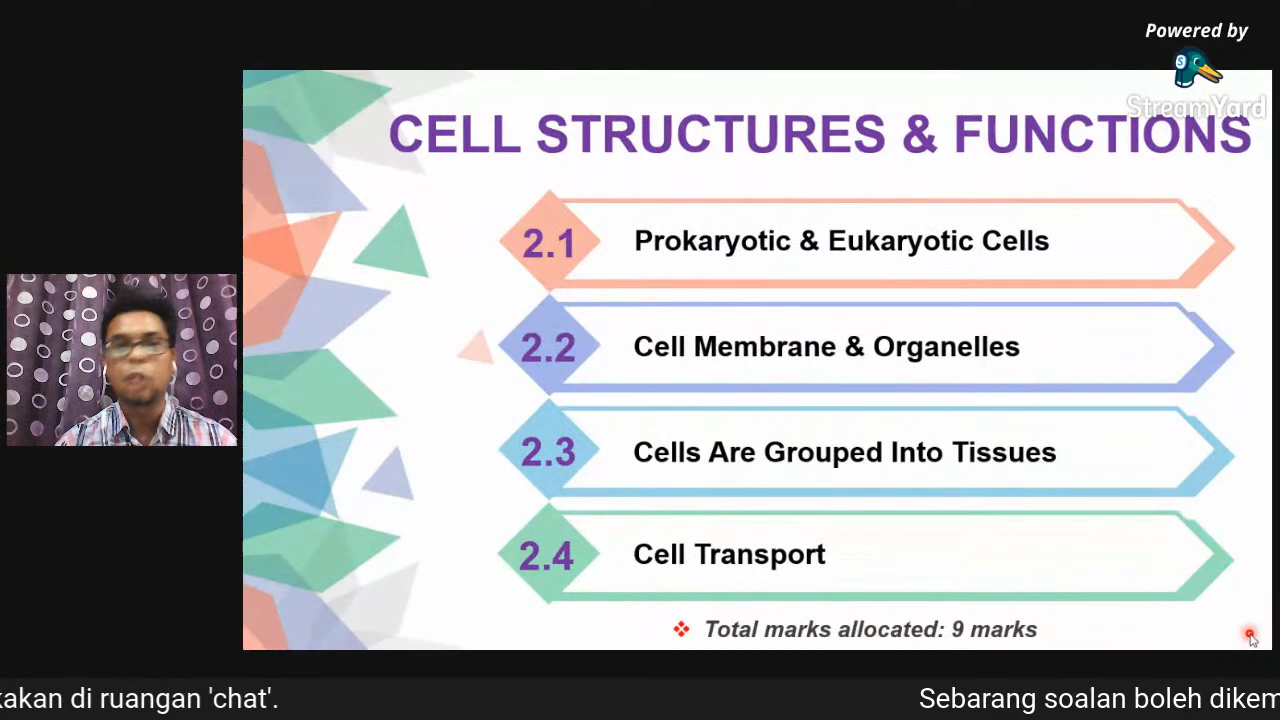 Powered by
StreamYard
CELL STRUCTURES & FUNCTIONS
2.1 Prokaryotic & Eukaryotic Cells
2.2 Cell Membrane & Organelles
2.3 Cells Are Grouped Into Tissues
2.4 Cell Transport
❖ Total marks allocated: 9 marks
kakan di ruangan 'chat'. Sebarang soalan boleh dikem